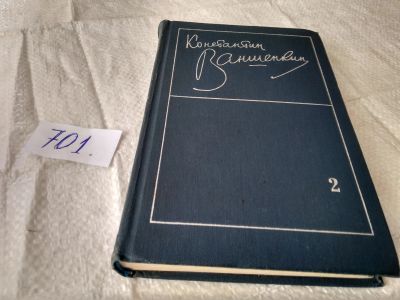 Константин
Ваншенкин
2
701.